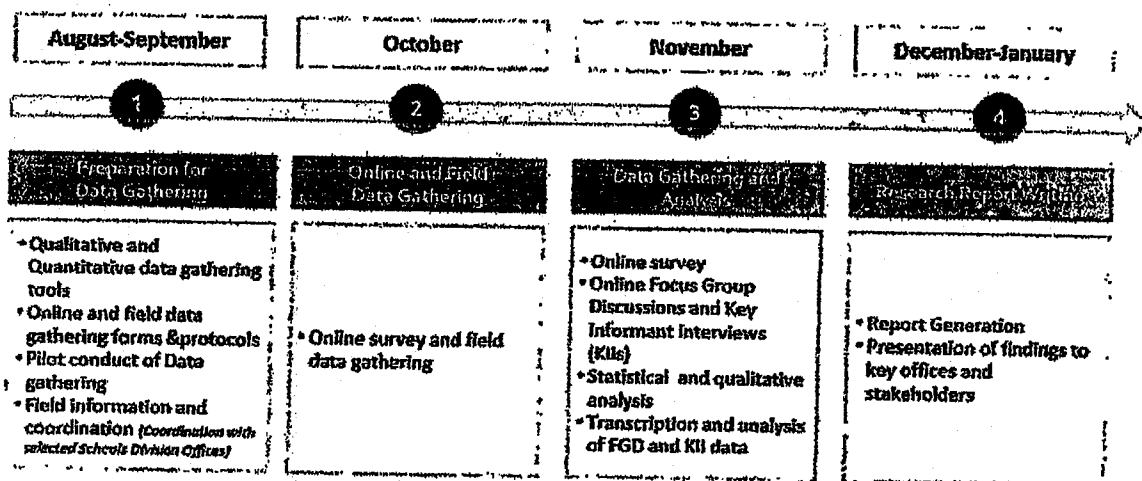 August-September
October
November
December-January
1
2
3
4
Preparation for
Data Gathering
Online and Field
Data Gathering
Data Gathering and
Analysis
Research Report Writing
•Qualitative and
Quantitative data gathering
tools
•Online and field data
gathering forms &protocols
•Pilot conduct of Data
gathering
•Field information and
coordination (Coordination with
selected Schools Division Offices)
•Online survey and field
data gathering
•Online survey
•Online Focus Group
Discussions and Key
Informant Interviews
(KIIs)
•Statistical and qualitative
analysis
•Transcription and analysis
of FGD and KII data
•Report Generation
•Presentation of findings to
key offices and
stakeholders